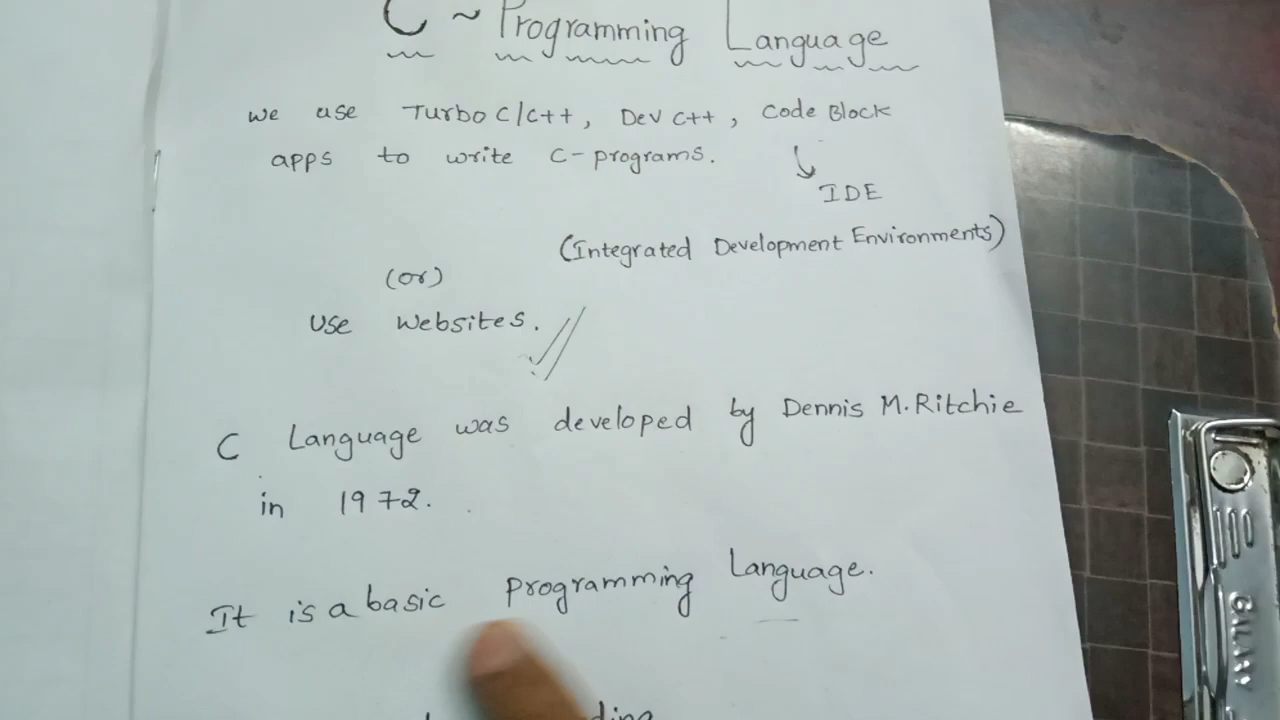 C ~ Programming Language
We use Turbo C/C++, Dev C++, Code Block
apps to write C-programs.
IDE
(Integrated Development Environments)
(or)
Use Websites.
C Language was developed by Dennis M.Ritchie
in 1972.
It is a basic programming Language.
GALAXY